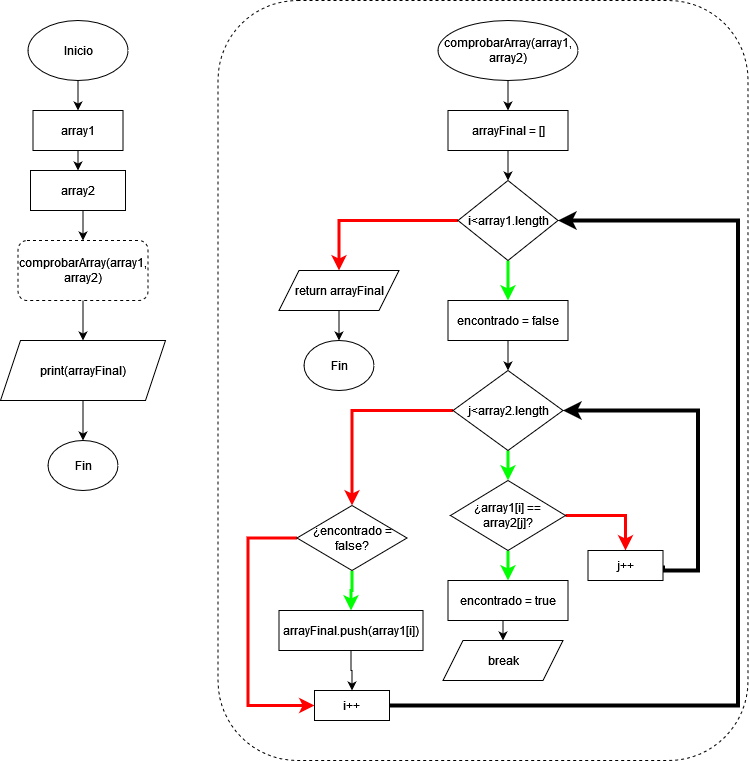 Inicio
array1
array2
comprobarArray(array1,
array2)
print(arrayFinal)
Fin
comprobarArray(array1,
array2)
arrayFinal = []
i<array1.length
return arrayFinal
Fin
encontrado = false
j<array2.length
¿array1[i] ==
array2[j]?
j++
encontrado = true
break
¿encontrado =
false?
arrayFinal.push(array1[i])
i++